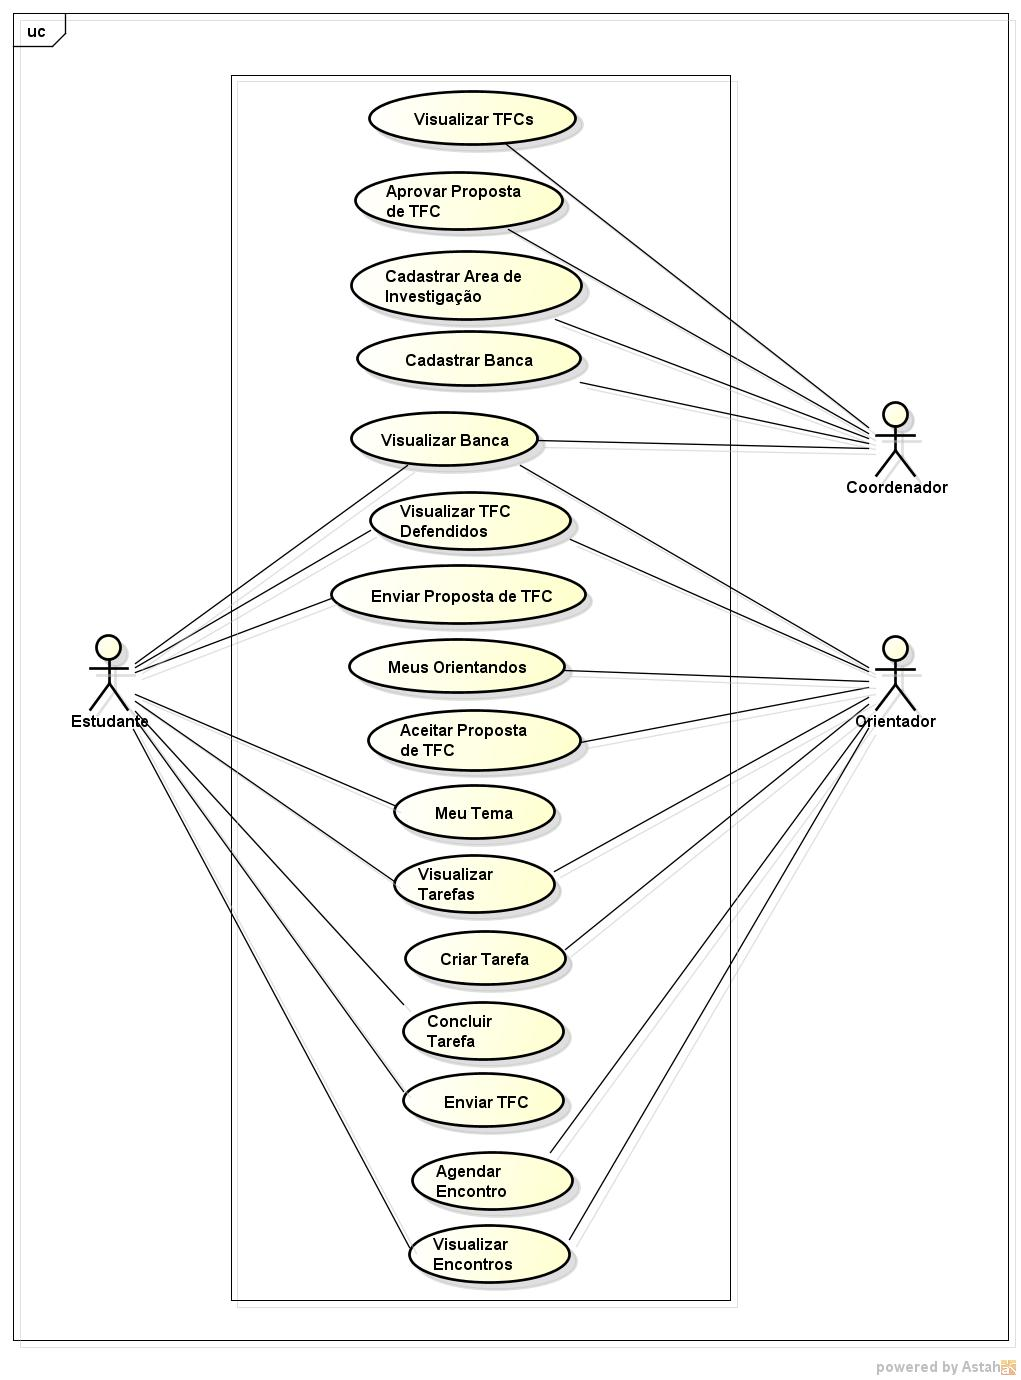 uc
Visualizar TFCs
Aprovar Proposta
de TFC
Cadastrar Area de
Investigação
Cadastrar Banca
Visualizar Banca
Coordenador
Visualizar TFC
Defendidos
Enviar Proposta de TFC
Meus Orientandos
Estudante
Orientador
Aceitar Proposta
de TFC
Meu Tema
Visualizar
Tarefas
Criar Tarefa
Concluir
Tarefa
Enviar TFC
Agendar
Encontro
Visualizar
Encontros
powered by Astah